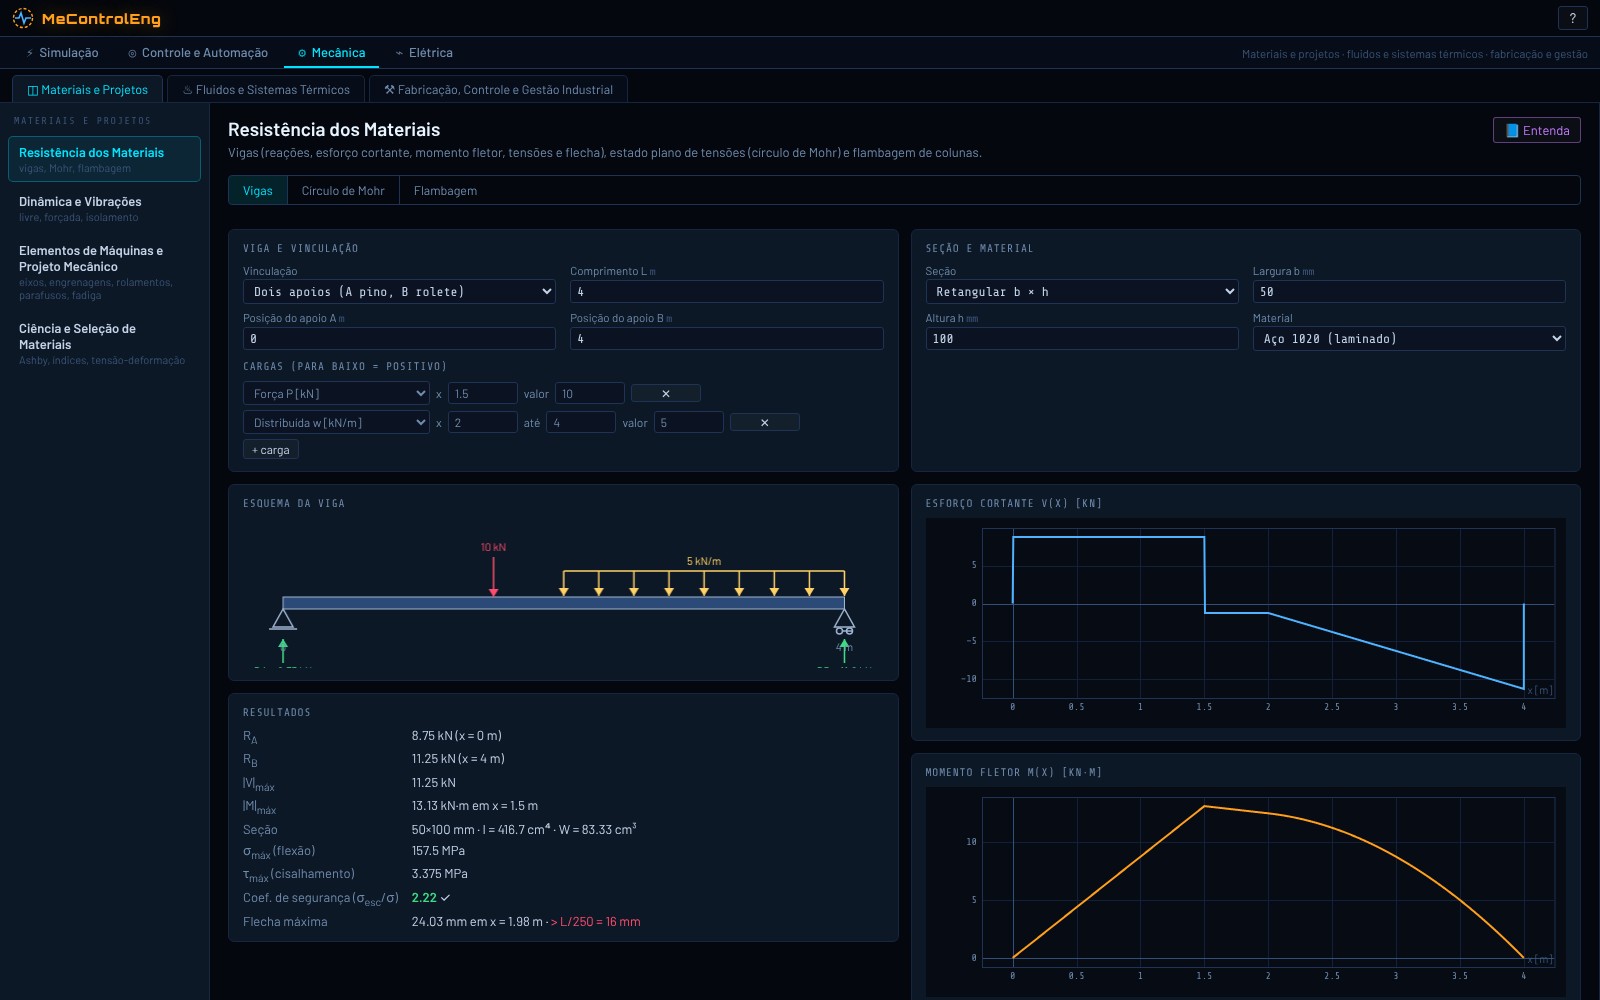 MeControlEng
?
⚡ Simulação
◎ Controle e Automação
⚙ Mecânica
⌁ Elétrica
Materiais e projetos · fluidos e sistemas térmicos · fabricação e gestão
Materiais e Projetos
♨ Fluidos e Sistemas Térmicos
⚒ Fabricação, Controle e Gestão Industrial
MATERIAIS E PROJETOS
Resistência dos Materiais
vigas, Mohr, flambagem
Dinâmica e Vibrações
livre, forçada, isolamento
Elementos de Máquinas e
Projeto Mecânico
eixos, engrenagens, rolamentos,
parafusos, fadiga
Ciência e Seleção de
Materiais
Ashby, índices, tensão-deformação
Resistência dos Materiais
Vigas (reações, esforço cortante, momento fletor, tensões e flecha), estado plano de tensões (círculo de Mohr) e flambagem de colunas.
📘 Entenda
Vigas
Círculo de Mohr
Flambagem
VIGA E VINCULAÇÃO
Vinculação
Comprimento L m
Dois apoios (A pino, B rolete)
4
Posição do apoio A m
Posição do apoio B m
0
4
CARGAS (PARA BAIXO = POSITIVO)
Força P [kN]
x
1.5
valor
10
✕
Distribuída w [kN/m]
x
2
até
4
valor
5
✕
+ carga
SEÇÃO E MATERIAL
Seção
Largura b mm
Retangular b × h
50
Altura h mm
Material
100
Aço 1020 (laminado)
ESQUEMA DA VIGA
10 kN
5 kN/m
4 m
RESULTADOS
R_A 8.75 kN (x = 0 m)
R_B 11.25 kN (x = 4 m)
|V|máx 11.25 kN
|M|máx 13.13 kN·m em x = 1.5 m
Seção 50×100 mm · I = 416.7 cm⁴ · W = 83.33 cm³
σmáx (flexão) 157.5 MPa
τmáx (cisalhamento) 3.375 MPa
Coef. de segurança (σesc/σ) 2.22 ✓
Flecha máxima 24.03 mm em x = 1.98 m · > L/250 = 16 mm
ESFORÇO CORTANTE V(X) [KN]
5
0
-5
-10
x [m]
0 0.5 1 1.5 2 2.5 3 3.5 4
MOMENTO FLETOR M(X) [KN·M]
10
5
0
x [m]
0 0.5 1 1.5 2 2.5 3 3.5 4